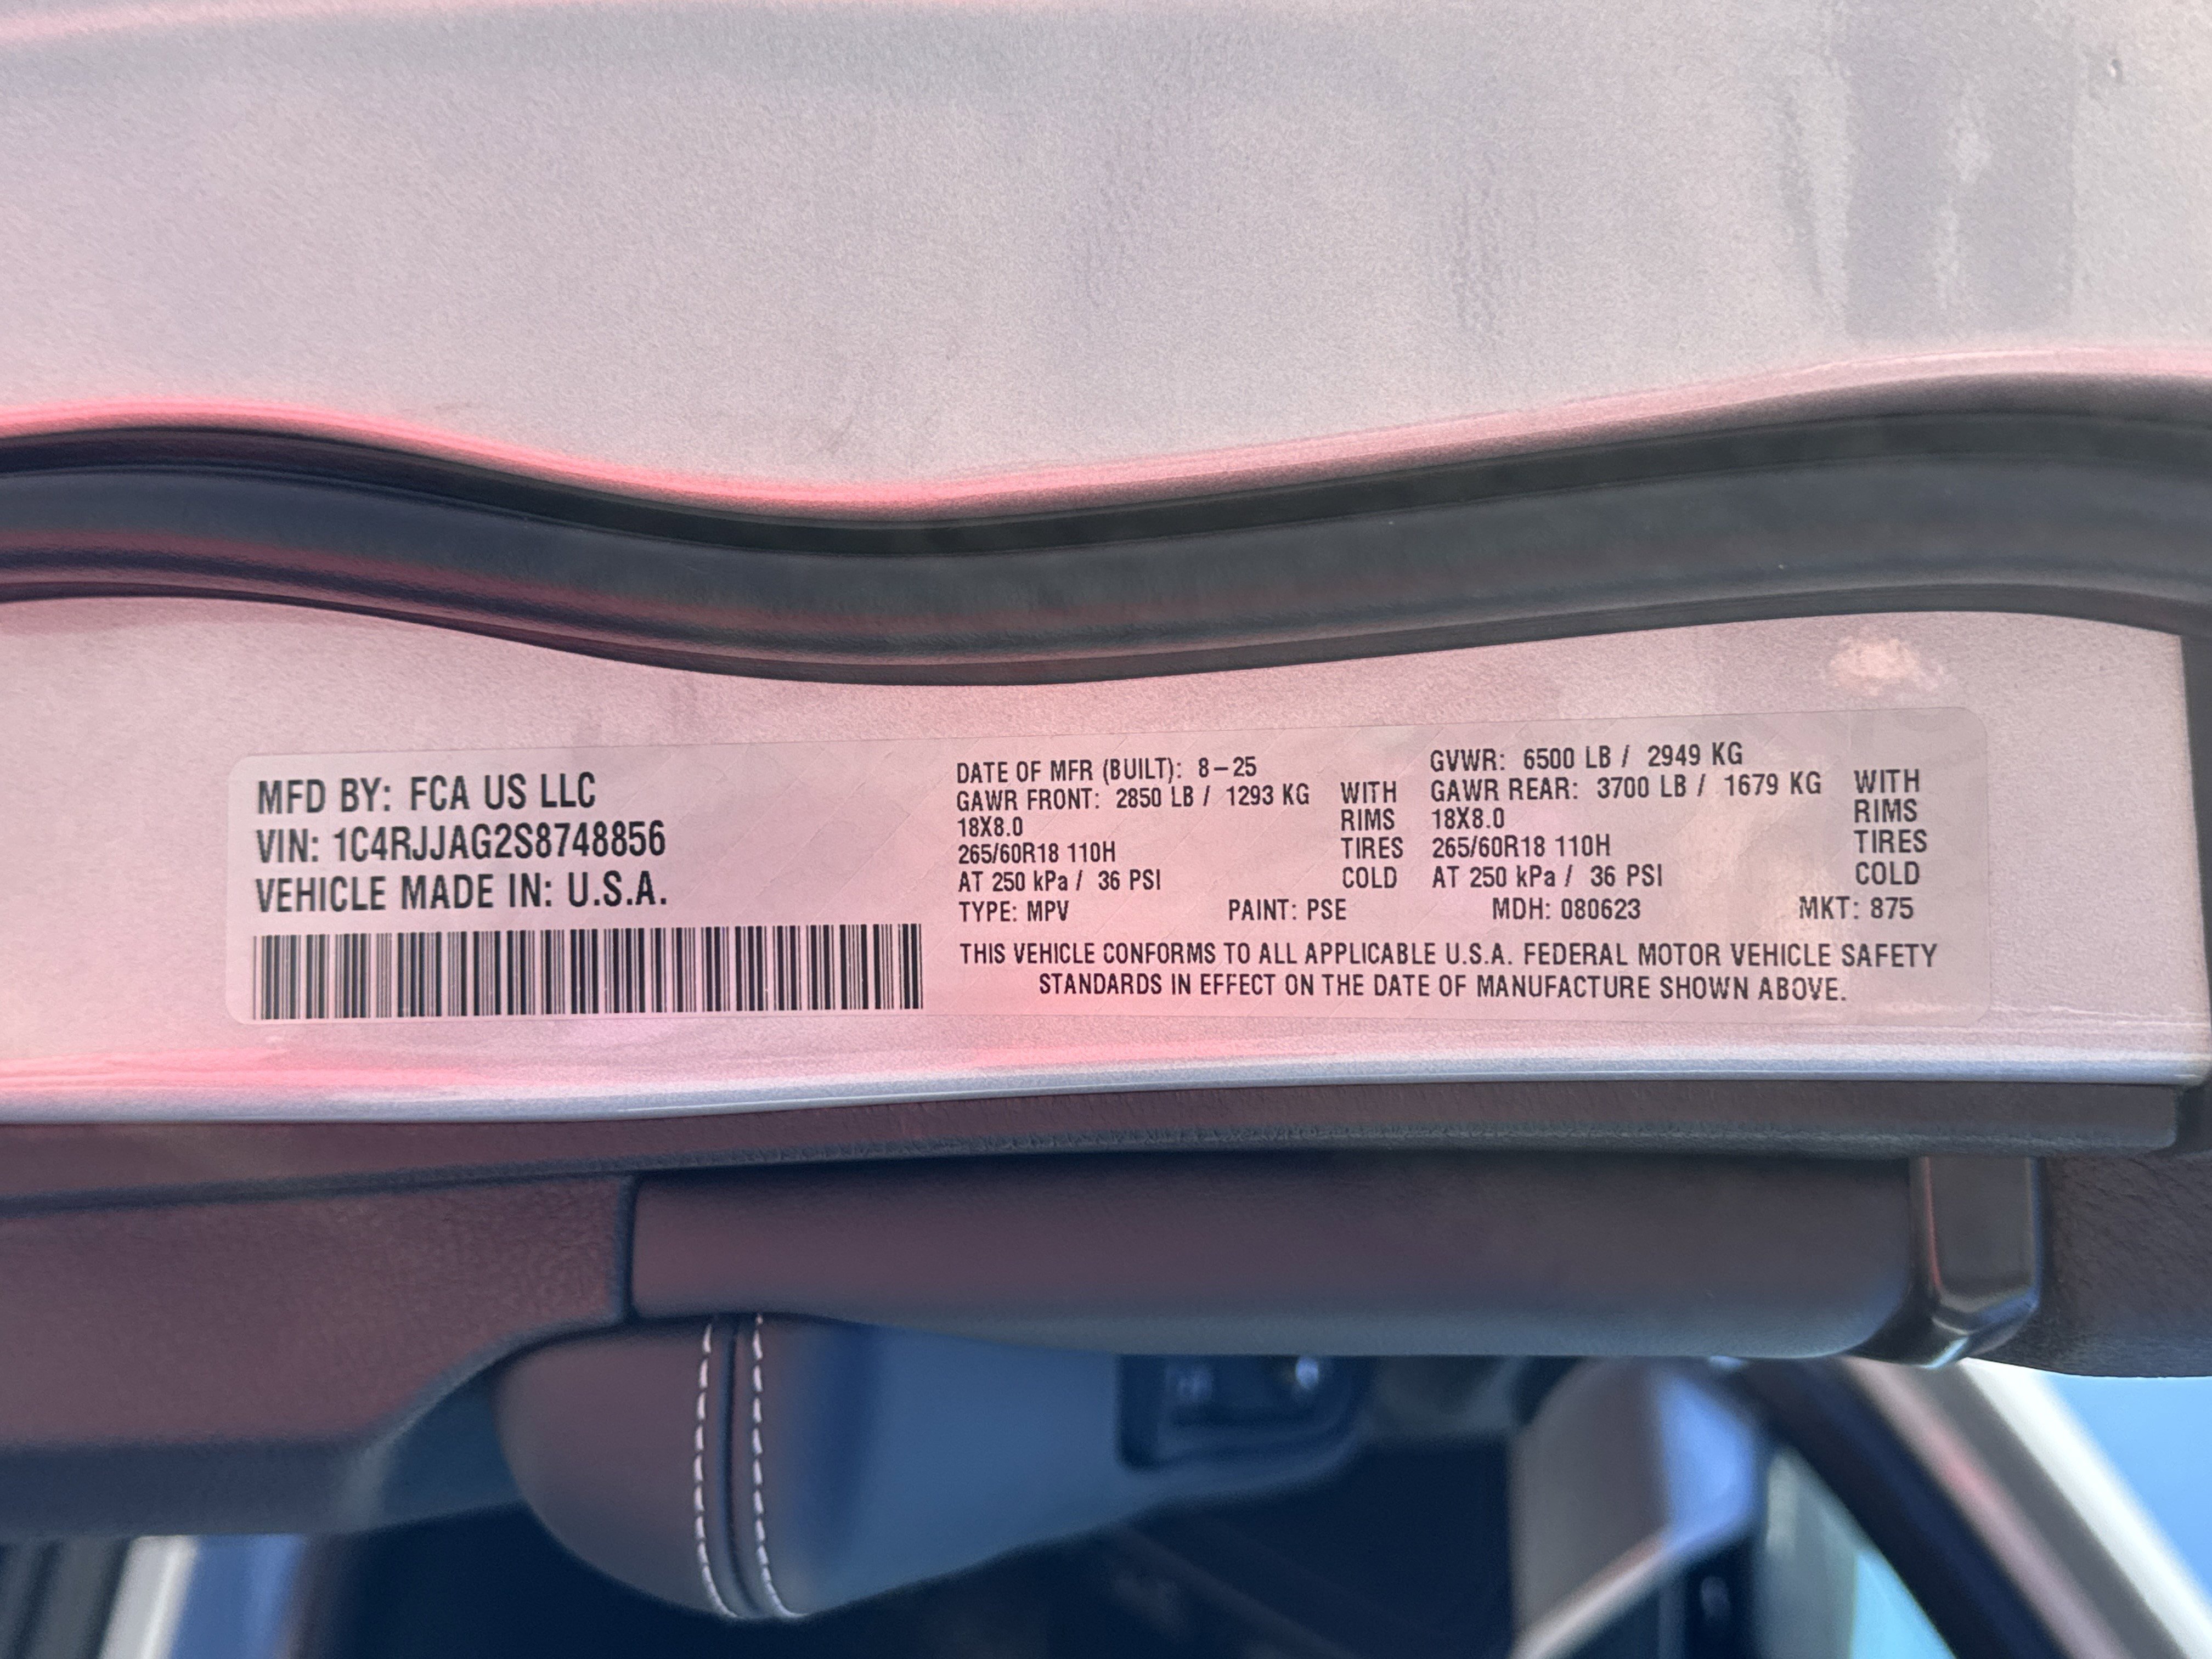 MFD BY: FCA US LLC
VIN: 1C4RJJAG2S8748856
VEHICLE MADE IN: U.S.A.
DATE OF MFR (BUILT): 8-25 GVWR: 6500 LB / 2949 KG
GAWR FRONT: 2850 LB / 1293 KG WITH GAWR REAR: 3700 LB / 1679 KG WITH
18X8.0 RIMS 18X8.0 RIMS
265/60R18 110H TIRES 265/60R18 110H TIRES
AT 250 kPa / 36 PSI COLD AT 250 kPa / 36 PSI COLD
TYPE: MPV PAINT: PSE MDH: 080623 MKT: 875
THIS VEHICLE CONFORMS TO ALL APPLICABLE U.S.A. FEDERAL MOTOR VEHICLE SAFETY
STANDARDS IN EFFECT ON THE DATE OF MANUFACTURE SHOWN ABOVE.